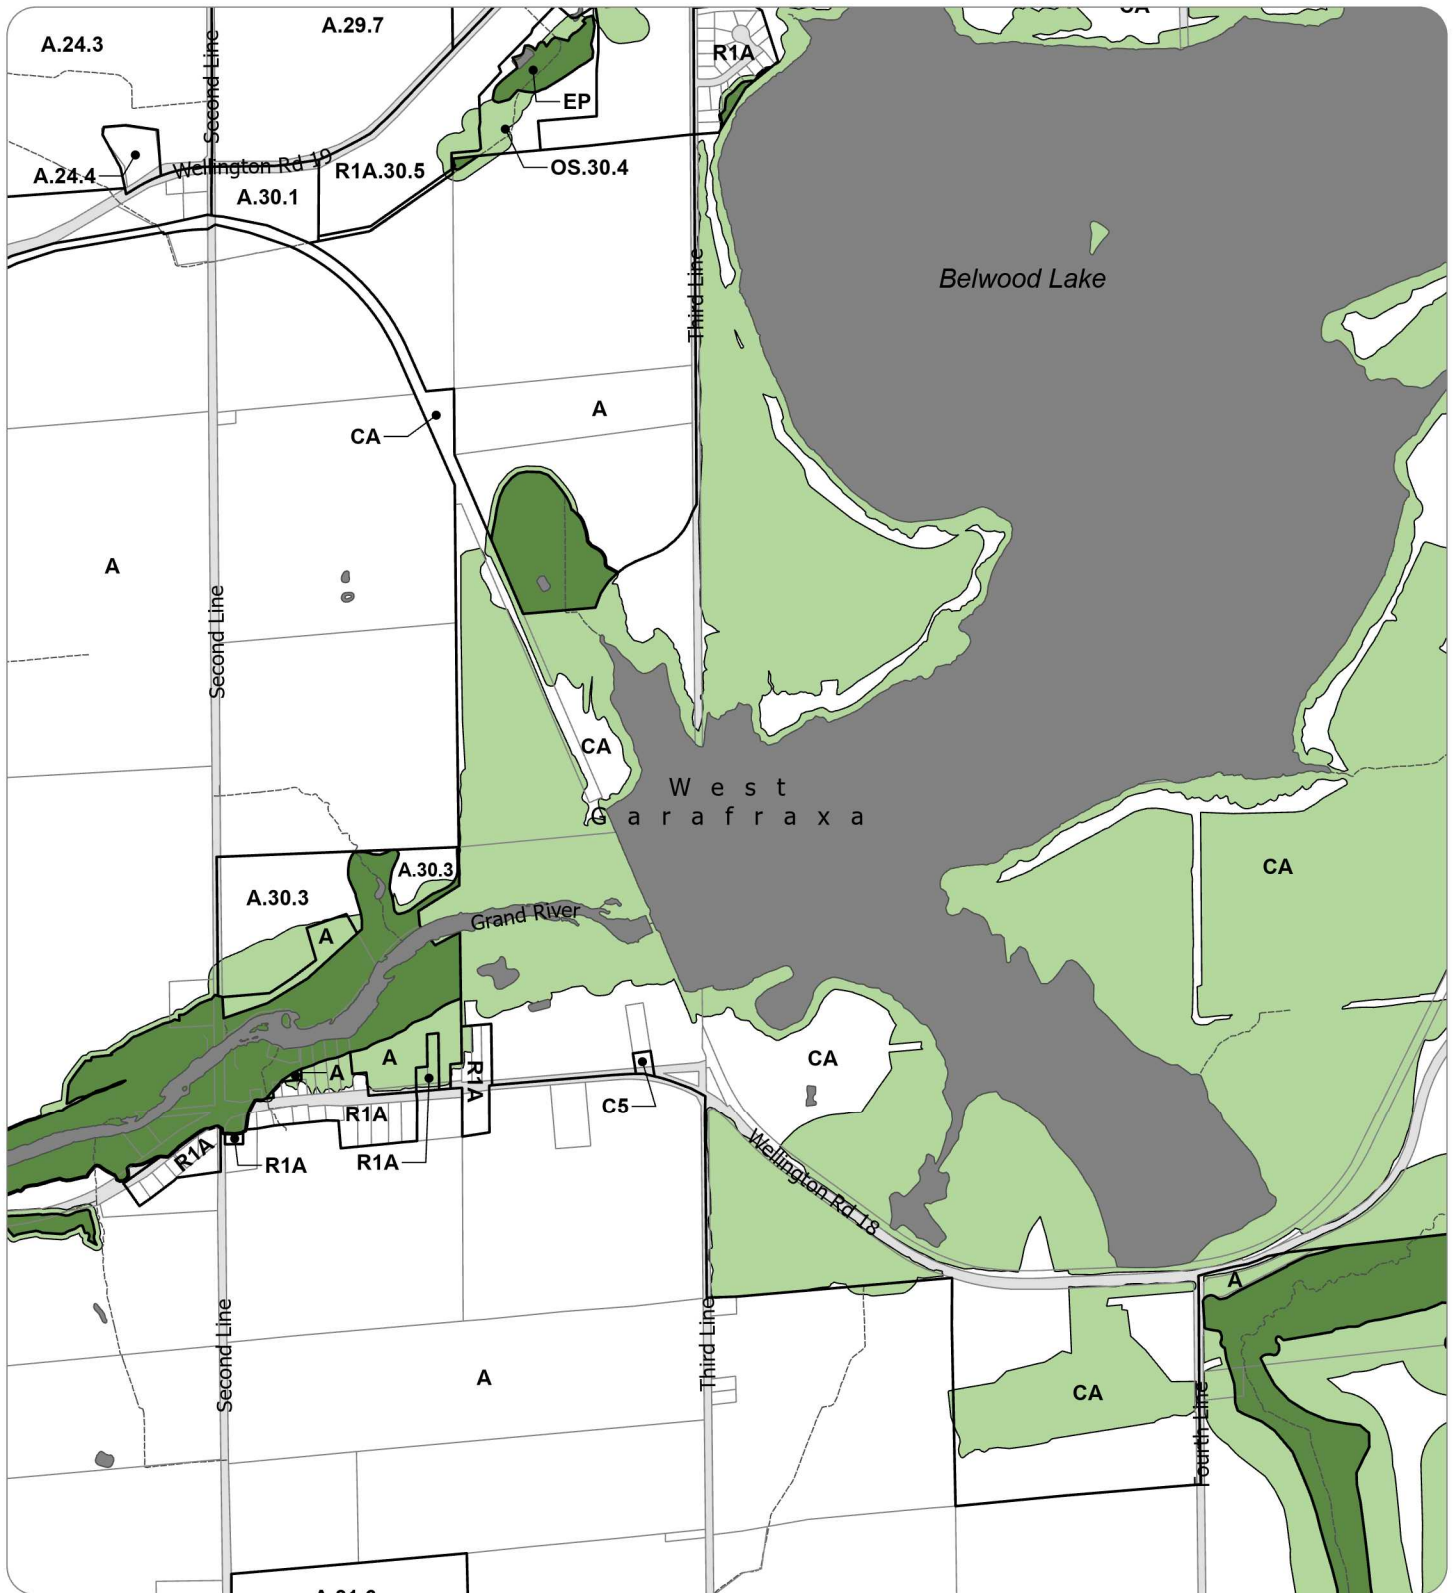 CA
A.29.7
A.24.3
Second Line
R1A
EP
Wellington Rd 19
R1A.30.5
OS.30.4
A.24.4
A.30.1
Third Line
Belwood Lake
A
CA
A
Second Line
CA
West
Garafraxa
CA
A.30.3
A.30.3
Grand River
A
A
A
R1A
CA
C5
R1A
R1A
R1A
R1A
Wellington Rd 18
A
Second Line
Third Line
A
CA
Fourth Line